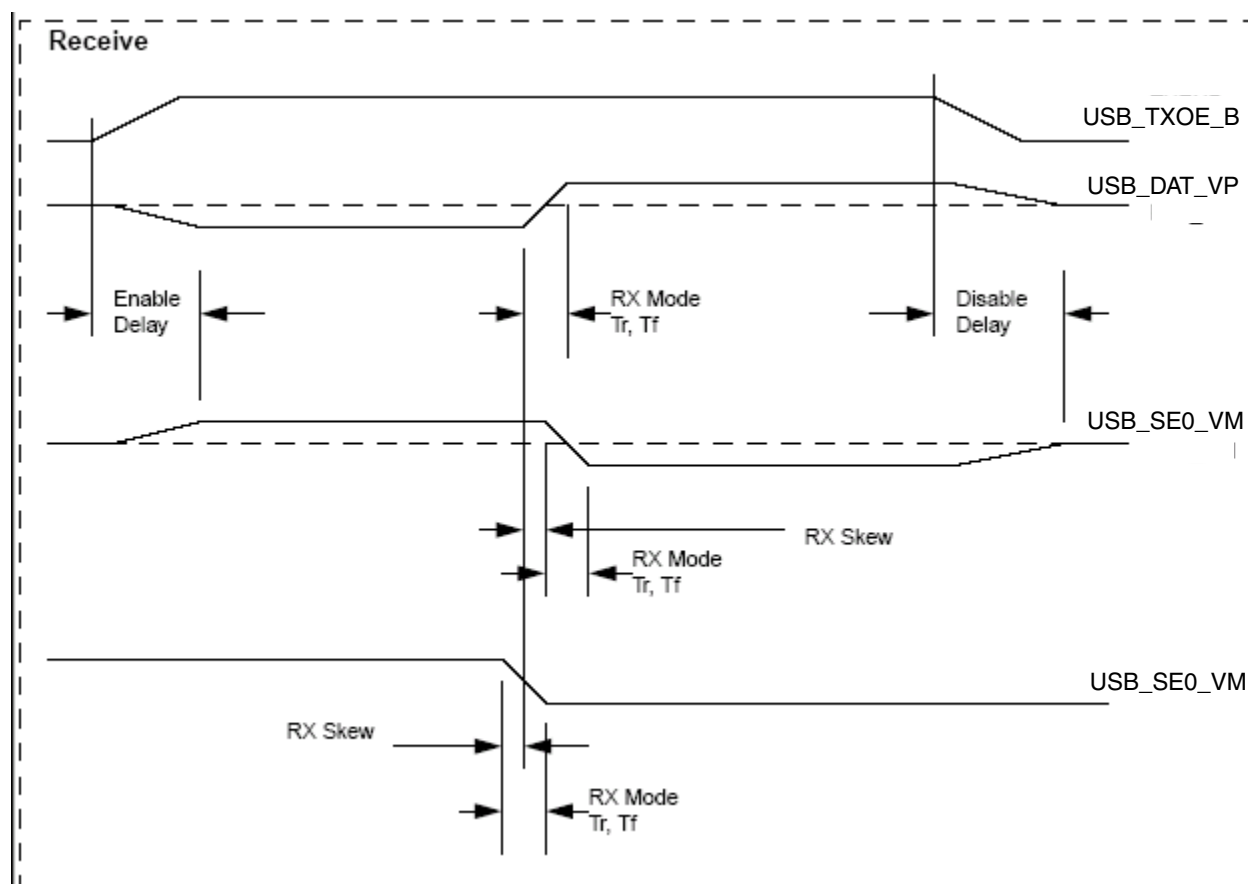 Receive
USB_TXOE_B
USB_DAT_VP
Enable
Delay
RX Mode
Tr, Tf
Disable
Delay
USB_SE0_VM
RX Skew
RX Mode
Tr, Tf
USB_SE0_VM
RX Skew
RX Mode
Tr, Tf